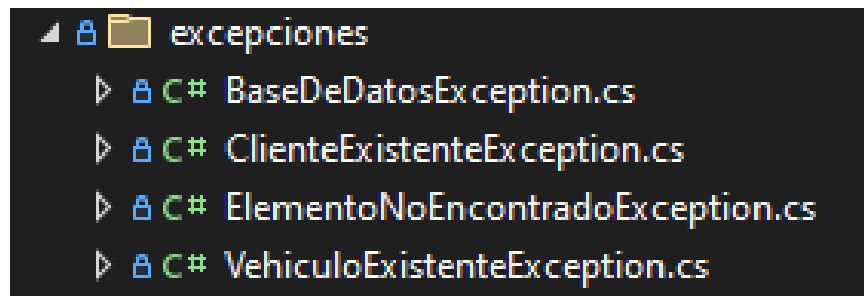 excepciones
C# BaseDeDatosException.cs
C# ClienteExistenteException.cs
C# ElementoNoEncontradoException.cs
C# VehiculoExistenteException.cs